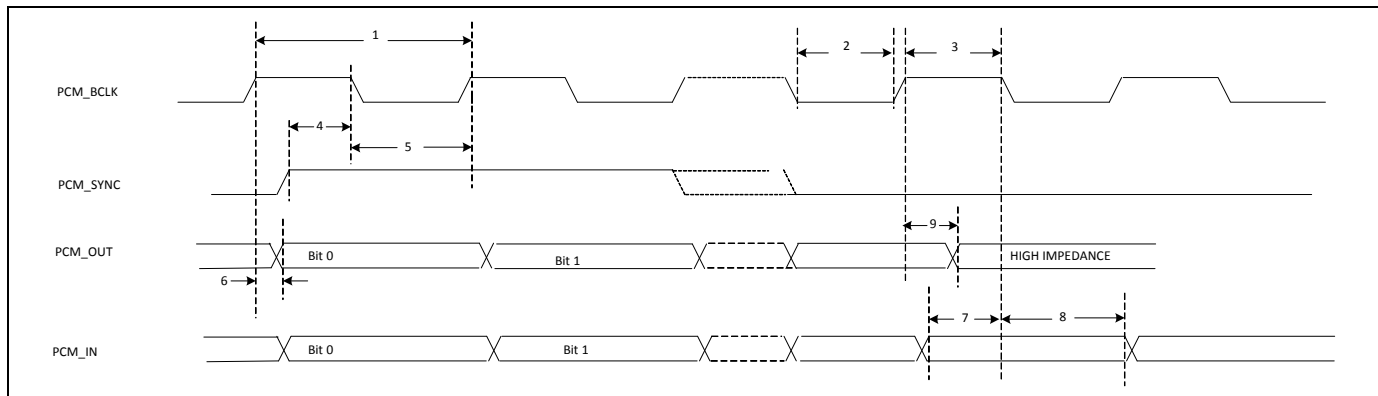 1
2
3
PCM_BCLK
4
5
PCM_SYNC
9
PCM_OUT
Bit 0
Bit 1
HIGH IMPEDANCE
6
7
8
PCM_IN
Bit 0
Bit 1